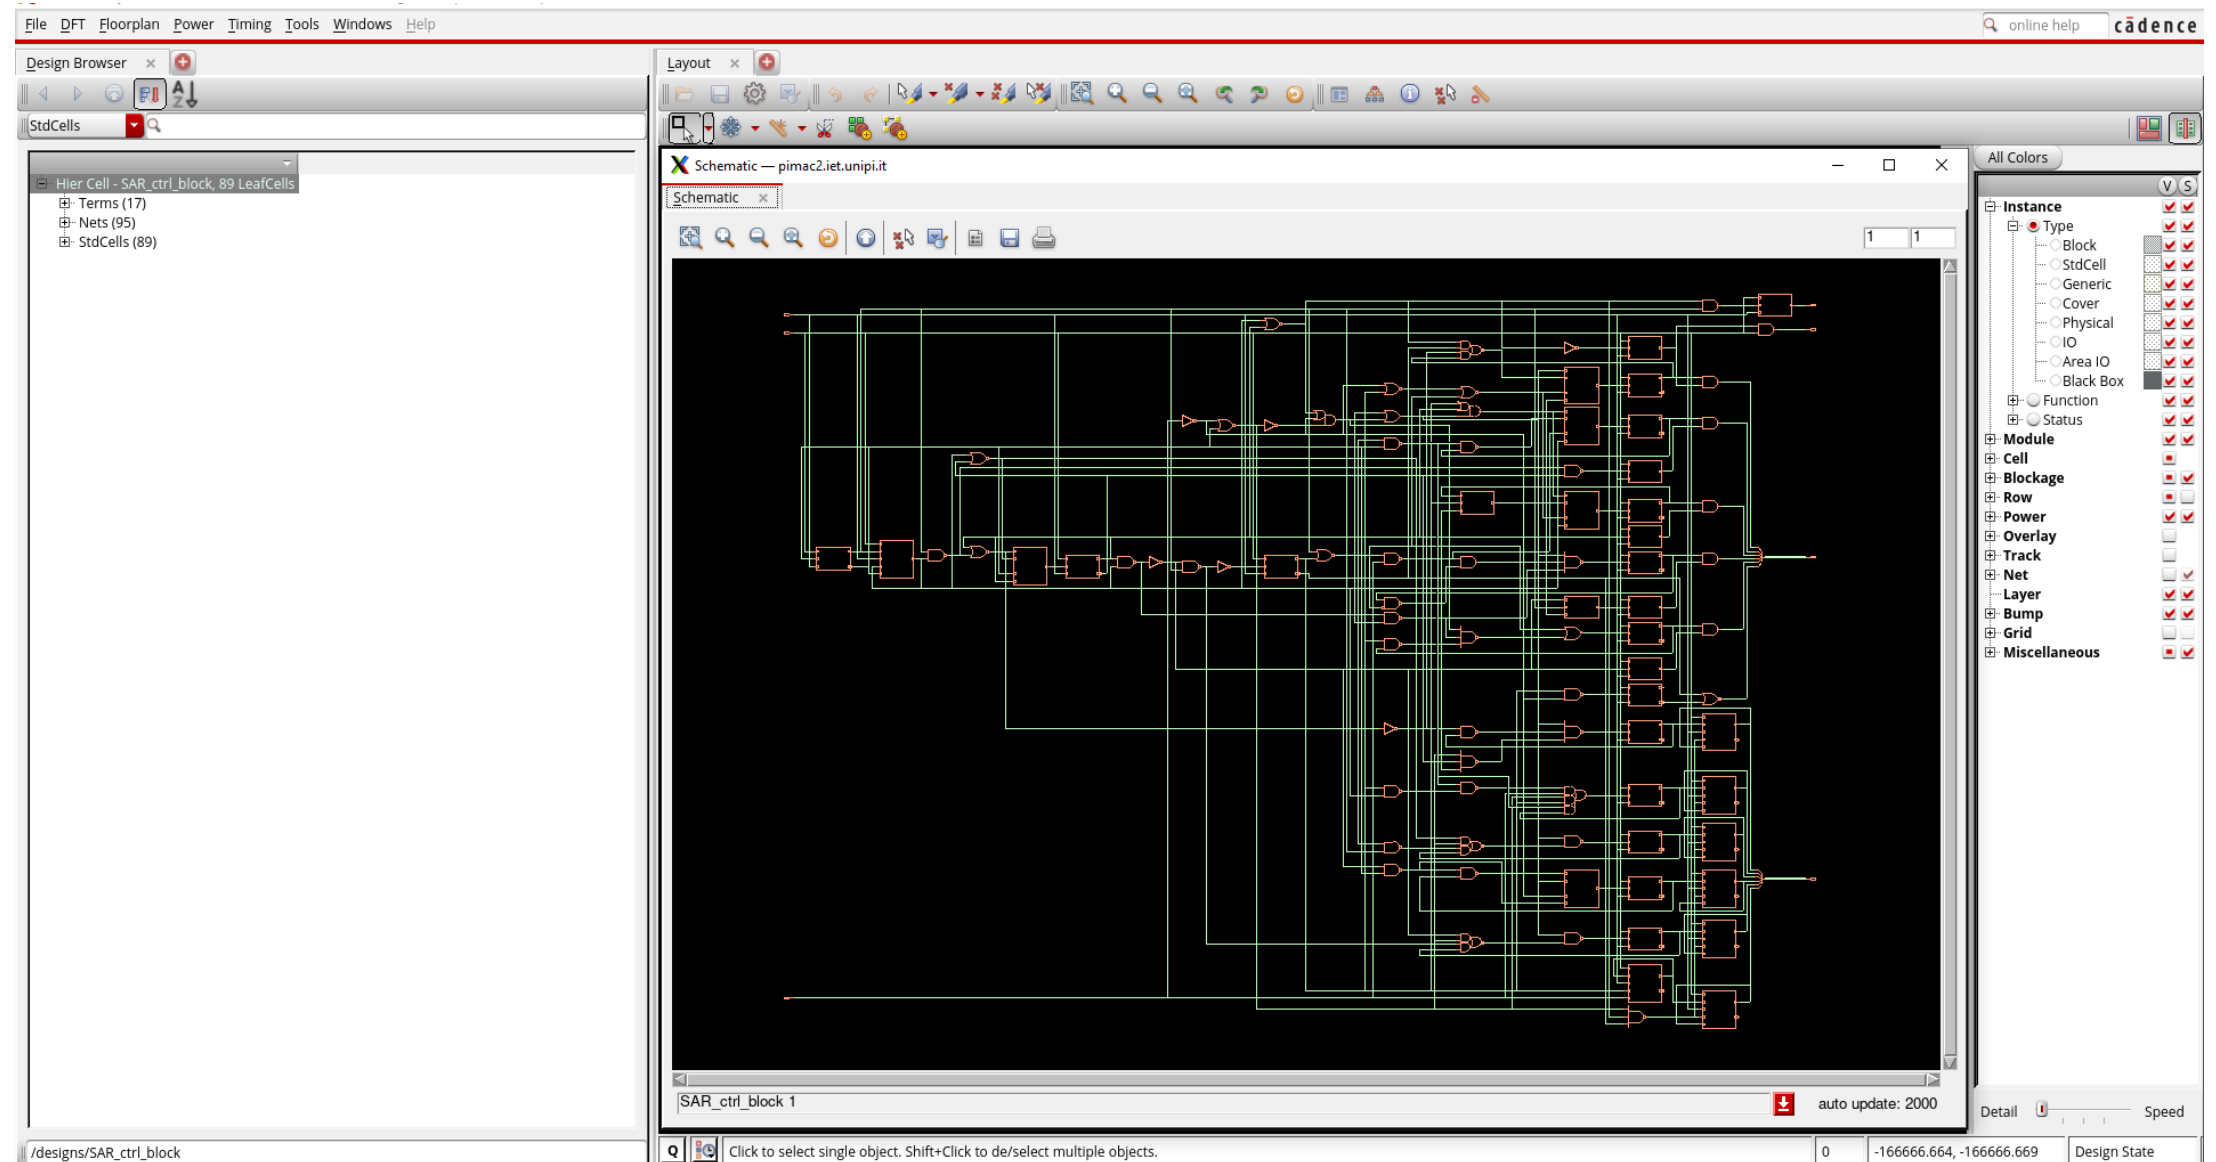 File DFT Floorplan Power Timing Tools Windows Help
online help cādence
Design Browser
Layout
StdCells
Hier Cell - SAR_ctrl_block, 89 LeafCells
Terms (17)
Nets (95)
StdCells (89)
Schematic — pimac2.iet.unipi.it
Schematic
1 1
SAR_ctrl_block 1
auto update: 2000
All Colors
V S
Instance
Type
Block
StdCell
Generic
Cover
Physical
IO
Area IO
Black Box
Function
Status
Module
Cell
Blockage
Row
Power
Overlay
Track
Net
Layer
Bump
Grid
Miscellaneous
Detail Speed
/designs/SAR_ctrl_block
Q Click to select single object. Shift+Click to de/select multiple objects. 0 -166666.664, -166666.669 Design State